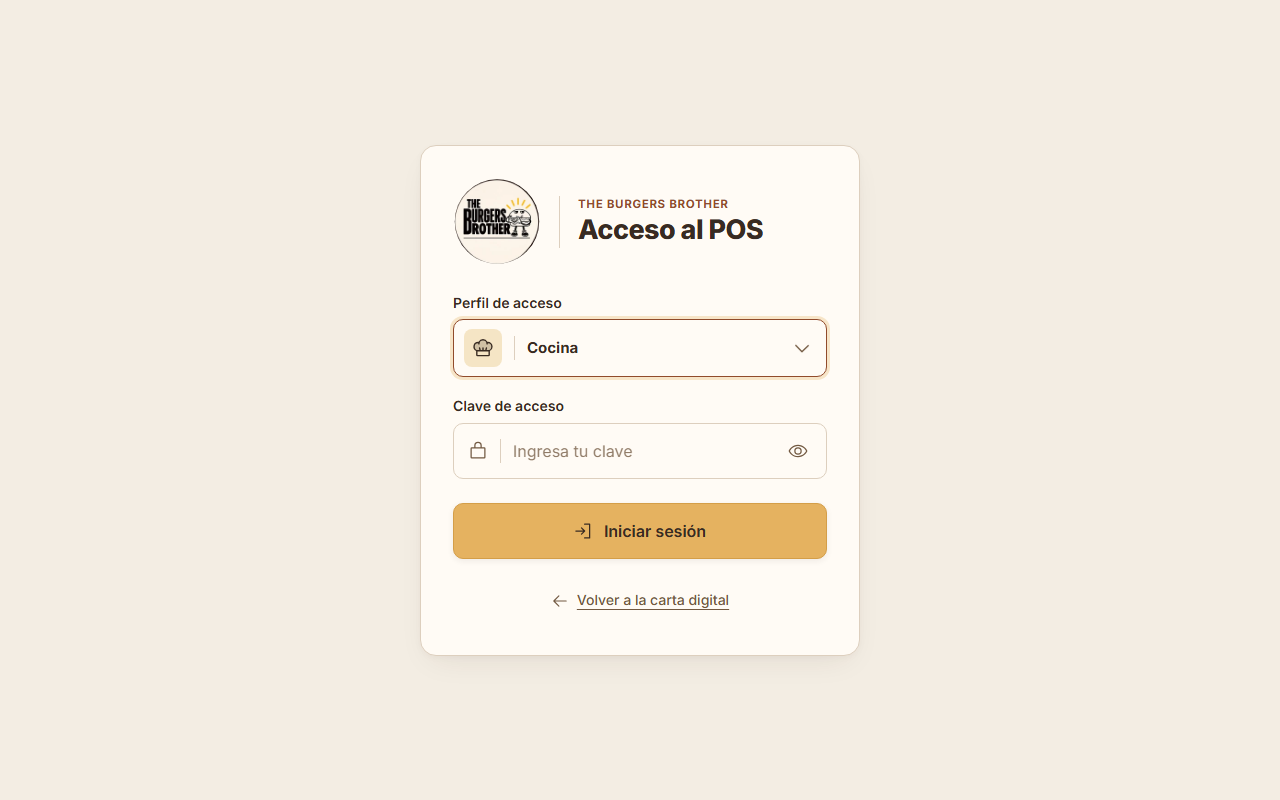 THE
BURGERS
BROTHER
THE BURGERS BROTHER
Acceso al POS
Perfil de acceso
Cocina
Clave de acceso
Ingresa tu clave
Iniciar sesión
Volver a la carta digital